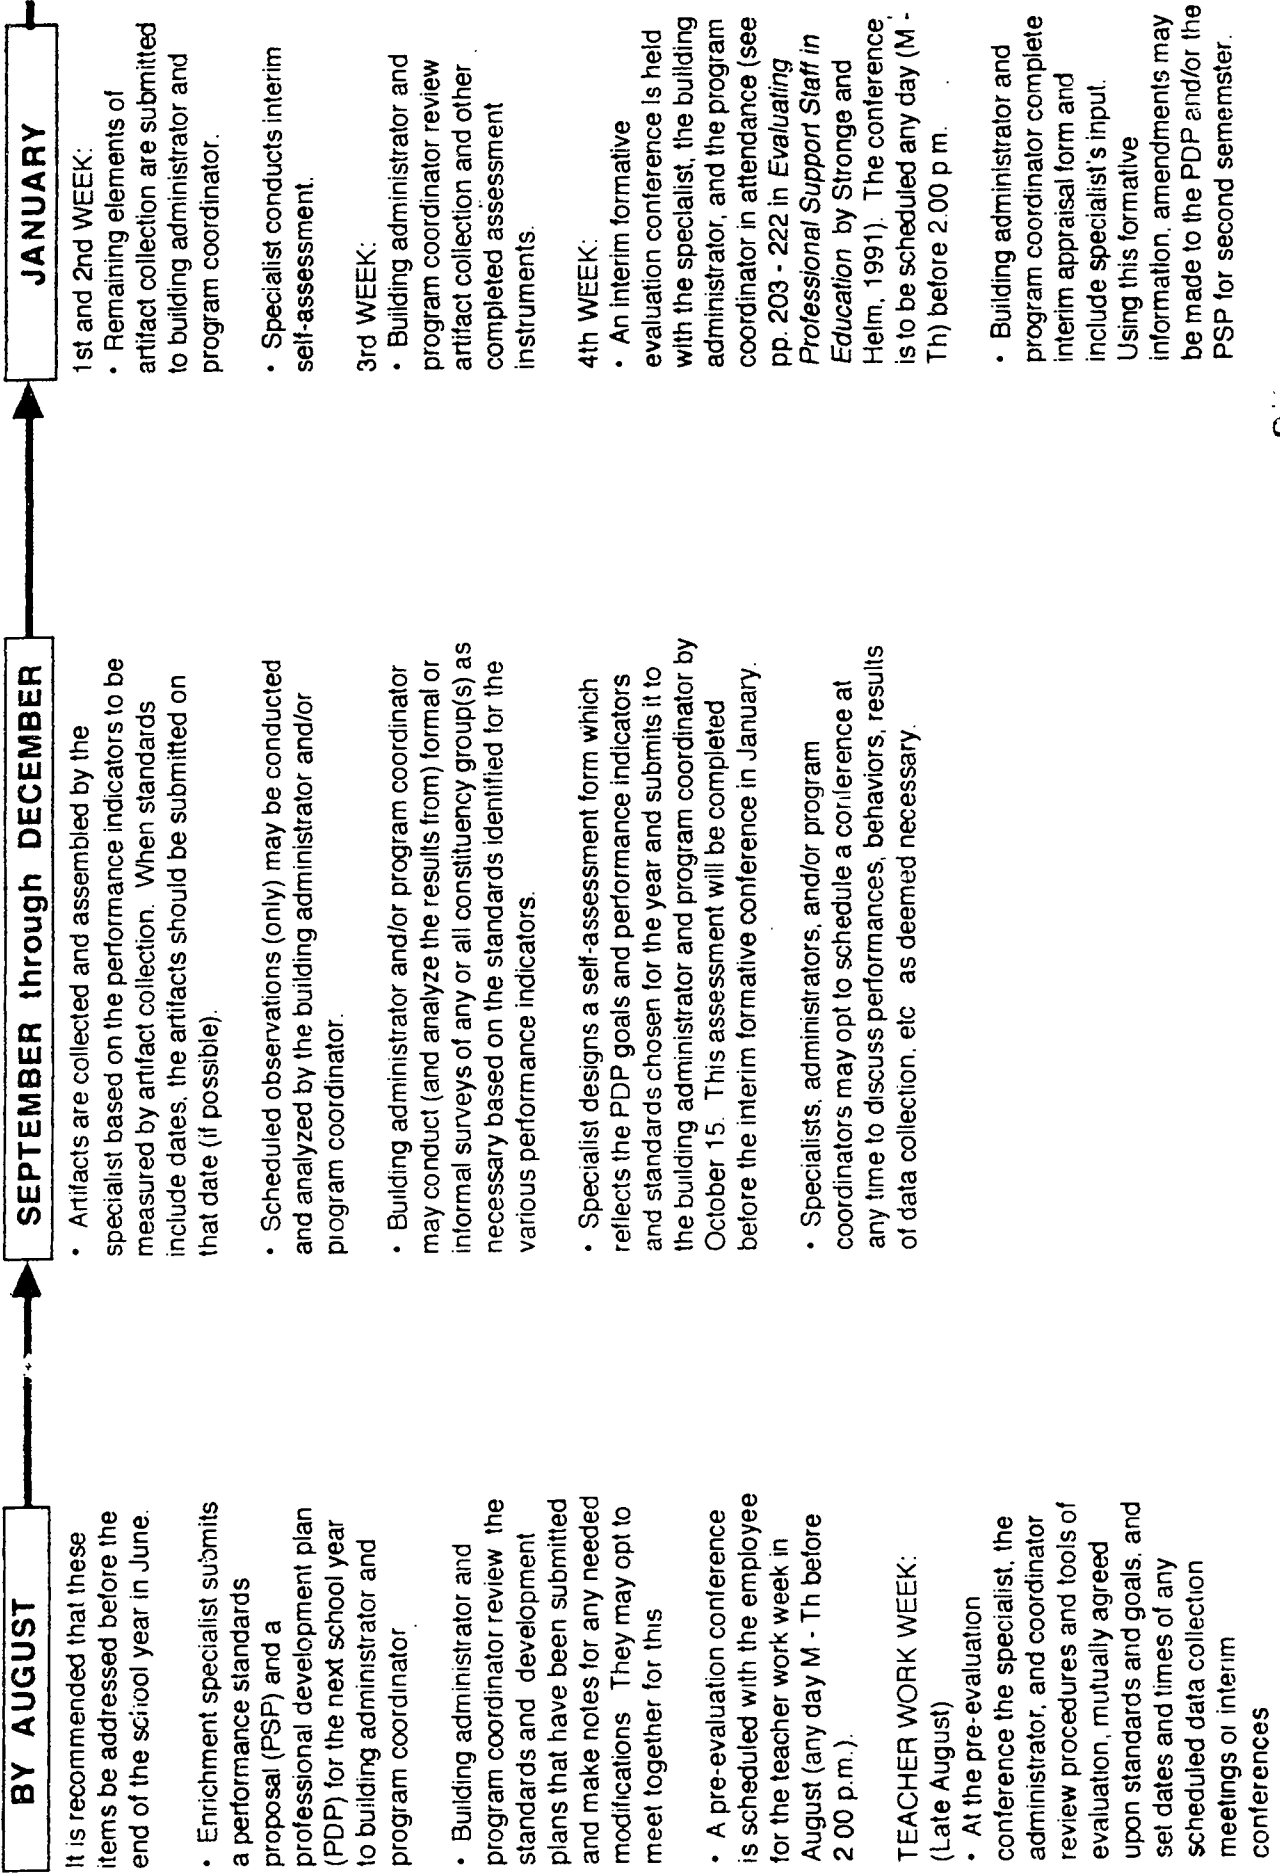 BY AUGUST
It is recommended that these
items be addressed before the
end of the school year in June.
• Enrichment specialist submits
a performance standards
proposal (PSP) and a
professional development plan
(PDP) for the next school year
to building administrator and
program coordinator
• Building administrator and
program coordinator review the
standards and development
plans that have been submitted
and make notes for any needed
modifications They may opt to
meet together for this
• A pre-evaluation conference
is scheduled with the employee
for the teacher work week in
August (any day M - Th before
2 00 p.m.).
TEACHER WORK WEEK:
(Late August)
• At the pre-evaluation
conference the specialist, the
administrator, and coordinator
review procedures and tools of
evaluation, mutually agreed
upon standards and goals, and
set dates and times of any
scheduled data collection
meetings or interim
conferences
SEPTEMBER through DECEMBER
• Artifacts are collected and assembled by the
specialist based on the performance indicators to be
measured by artifact collection. When standards
include dates, the artifacts should be submitted on
that date (if possible).
• Scheduled observations (only) may be conducted
and analyzed by the building administrator and/or
program coordinator.
• Building administrator and/or program coordinator
may conduct (and analyze the results from) formal or
informal surveys of any or all constituency group(s) as
necessary based on the standards identified for the
various performance indicators.
• Specialist designs a self-assessment form which
reflects the PDP goals and performance indicators
and standards chosen for the year and submits it to
the building administrator and program coordinator by
October 15. This assessment will be completed
before the interim formative conference in January.
• Specialists, administrators, and/or program
coordinators may opt to schedule a conference at
any time to discuss performances, behaviors, results
of data collection, etc as deemed necessary.
JANUARY
1st and 2nd WEEK:
• Remaining elements of
artifact collection are submitted
to building administrator and
program coordinator.
• Specialist conducts interim
self-assessment.
3rd WEEK:
• Building administrator and
program coordinator review
artifact collection and other
completed assessment
instruments.
4th WEEK:
• An interim formative
evaluation conference is held
with the specialist, the building
administrator, and the program
coordinator in attendance (see
pp. 203 - 222 in Evaluating
Professional Support Staff in
Education by Stronge and
Helm, 1991). The conference
is to be scheduled any day (M -
Th) before 2.00 p m.
• Building administrator and
program coordinator complete
interim appraisal form and
include specialist's input.
Using this formative
information, amendments may
be made to the PDP and/or the
PSP for second sememster.